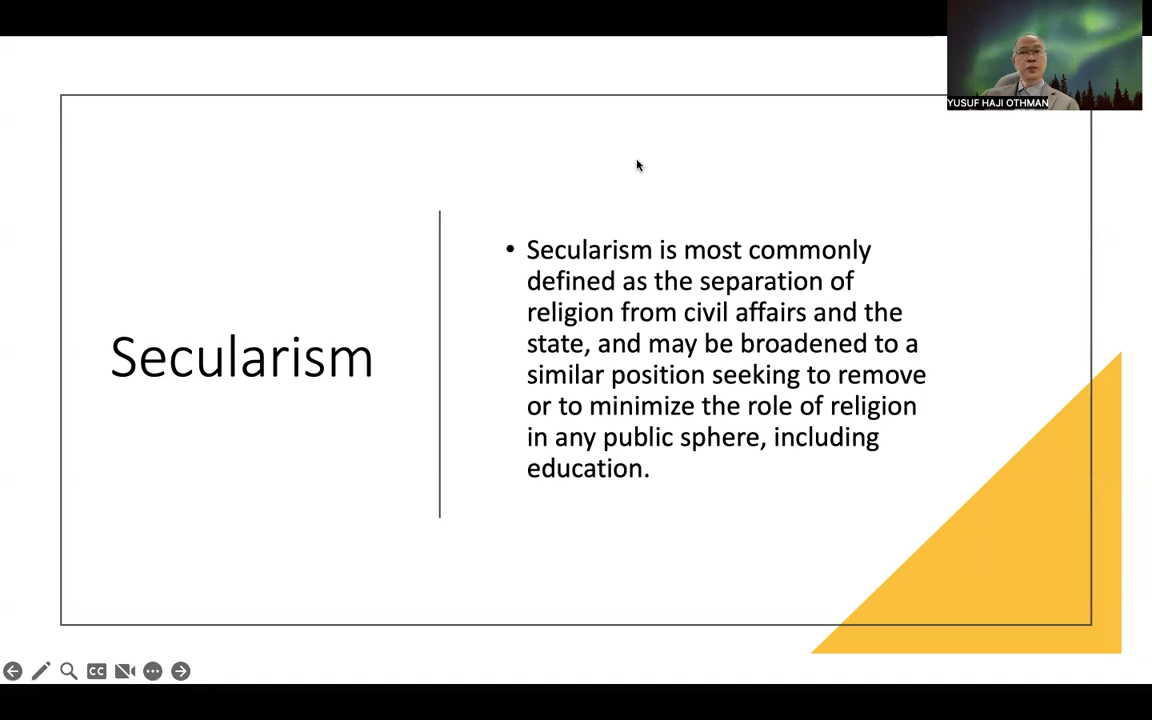 YUSUF HAJI OTHMAN
Secularism
• Secularism is most commonly
defined as the separation of
religion from civil affairs and the
state, and may be broadened to a
similar position seeking to remove
or to minimize the role of religion
in any public sphere, including
education.
CC